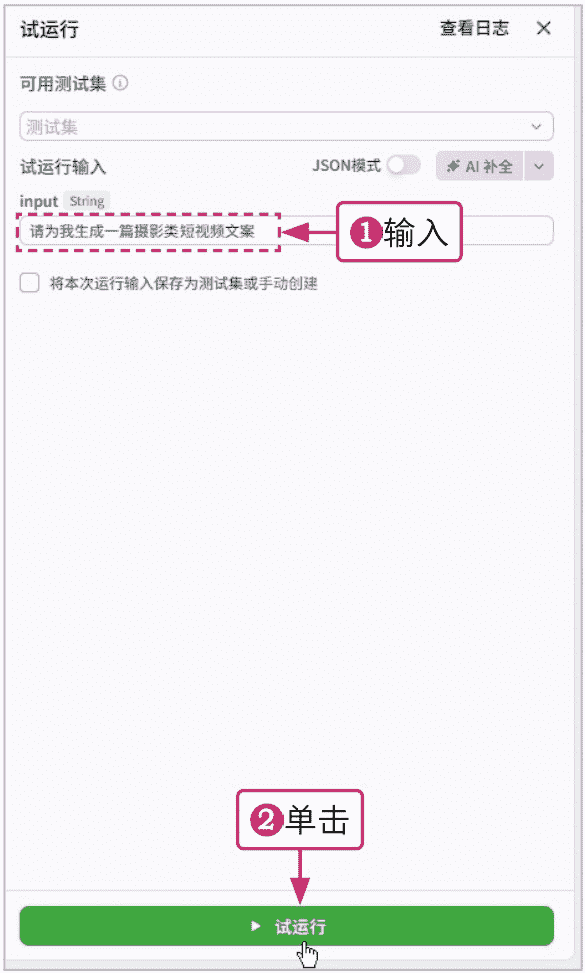 试运行 查看日志
可用测试集
测试集
试运行输入 JSON模式 AI 补全
input String
请为我生成一篇摄影类短视频文案 ❶输入
将本次运行输入保存为测试集或手动创建
❷单击
试运行